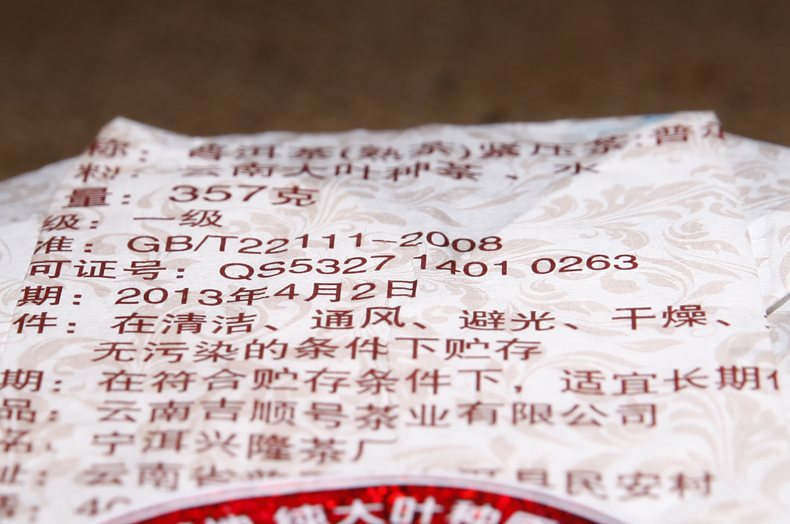 称：普洱茶(熟茶)紧压茶:普洱
料：云南大叶种茶、水
量：357克
级：一级
准：GB/T22111-2008
可证号：QS5327 1401 0263
期：2013年4月2日
件：在清洁、通风、避光、干燥、
无污染的条件下贮存
期：在符合贮存条件下，适宜长期
品：云南吉顺号茶业有限公司
名：宁洱兴隆茶厂
址：云南省 县民安村
纯大叶种